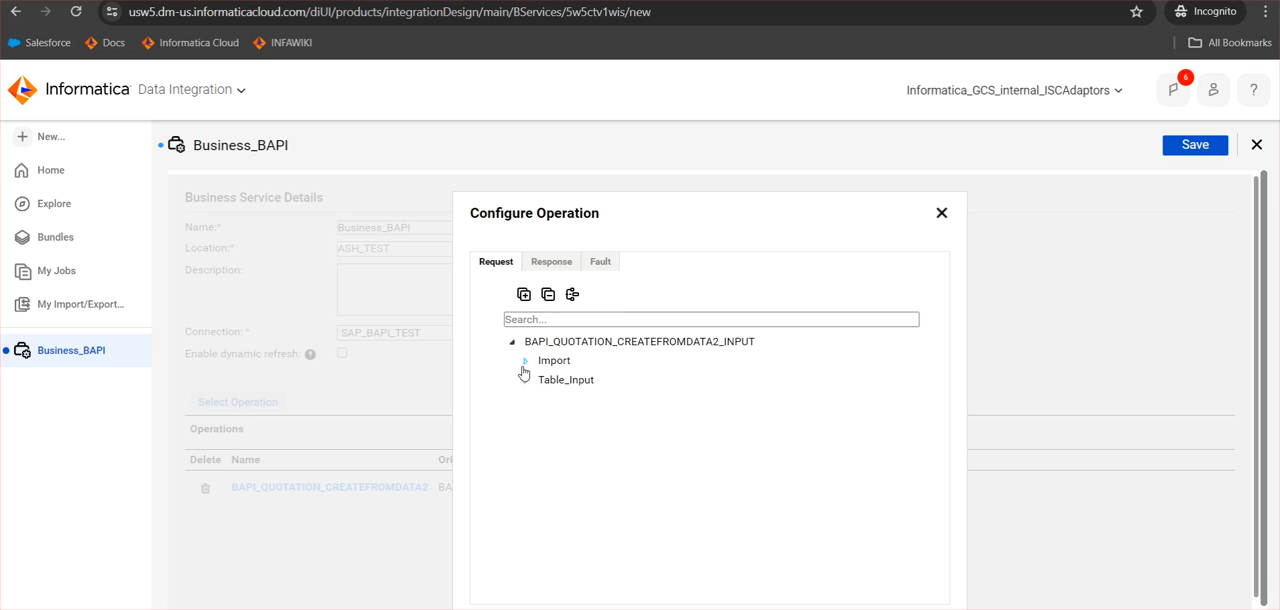 usw5.dm-us.informaticacloud.com/diUI/products/integrationDesign/main/BServices/5w5ctv1wis/new
Incognito
Salesforce
Docs
Informatica Cloud
INFAWIKI
All Bookmarks
Informatica Data Integration
Informatica_GCS_internal_ISCAdaptors
6
?
New...
Home
Explore
Bundles
My Jobs
My Import/Export...
Business_BAPI
Business_BAPI
Save
Business Service Details
Name:* Business_BAPI
Location:* ASH_TEST
Description:
Connection: * SAP_BAPI_TEST
Enable dynamic refresh: ?
Select Operation
Operations
Delete Name Ori
BAPI_QUOTATION_CREATEFROMDATA2 BA
Configure Operation
Request Response Fault
Search...
BAPI_QUOTATION_CREATEFROMDATA2_INPUT
Import
Table_Input